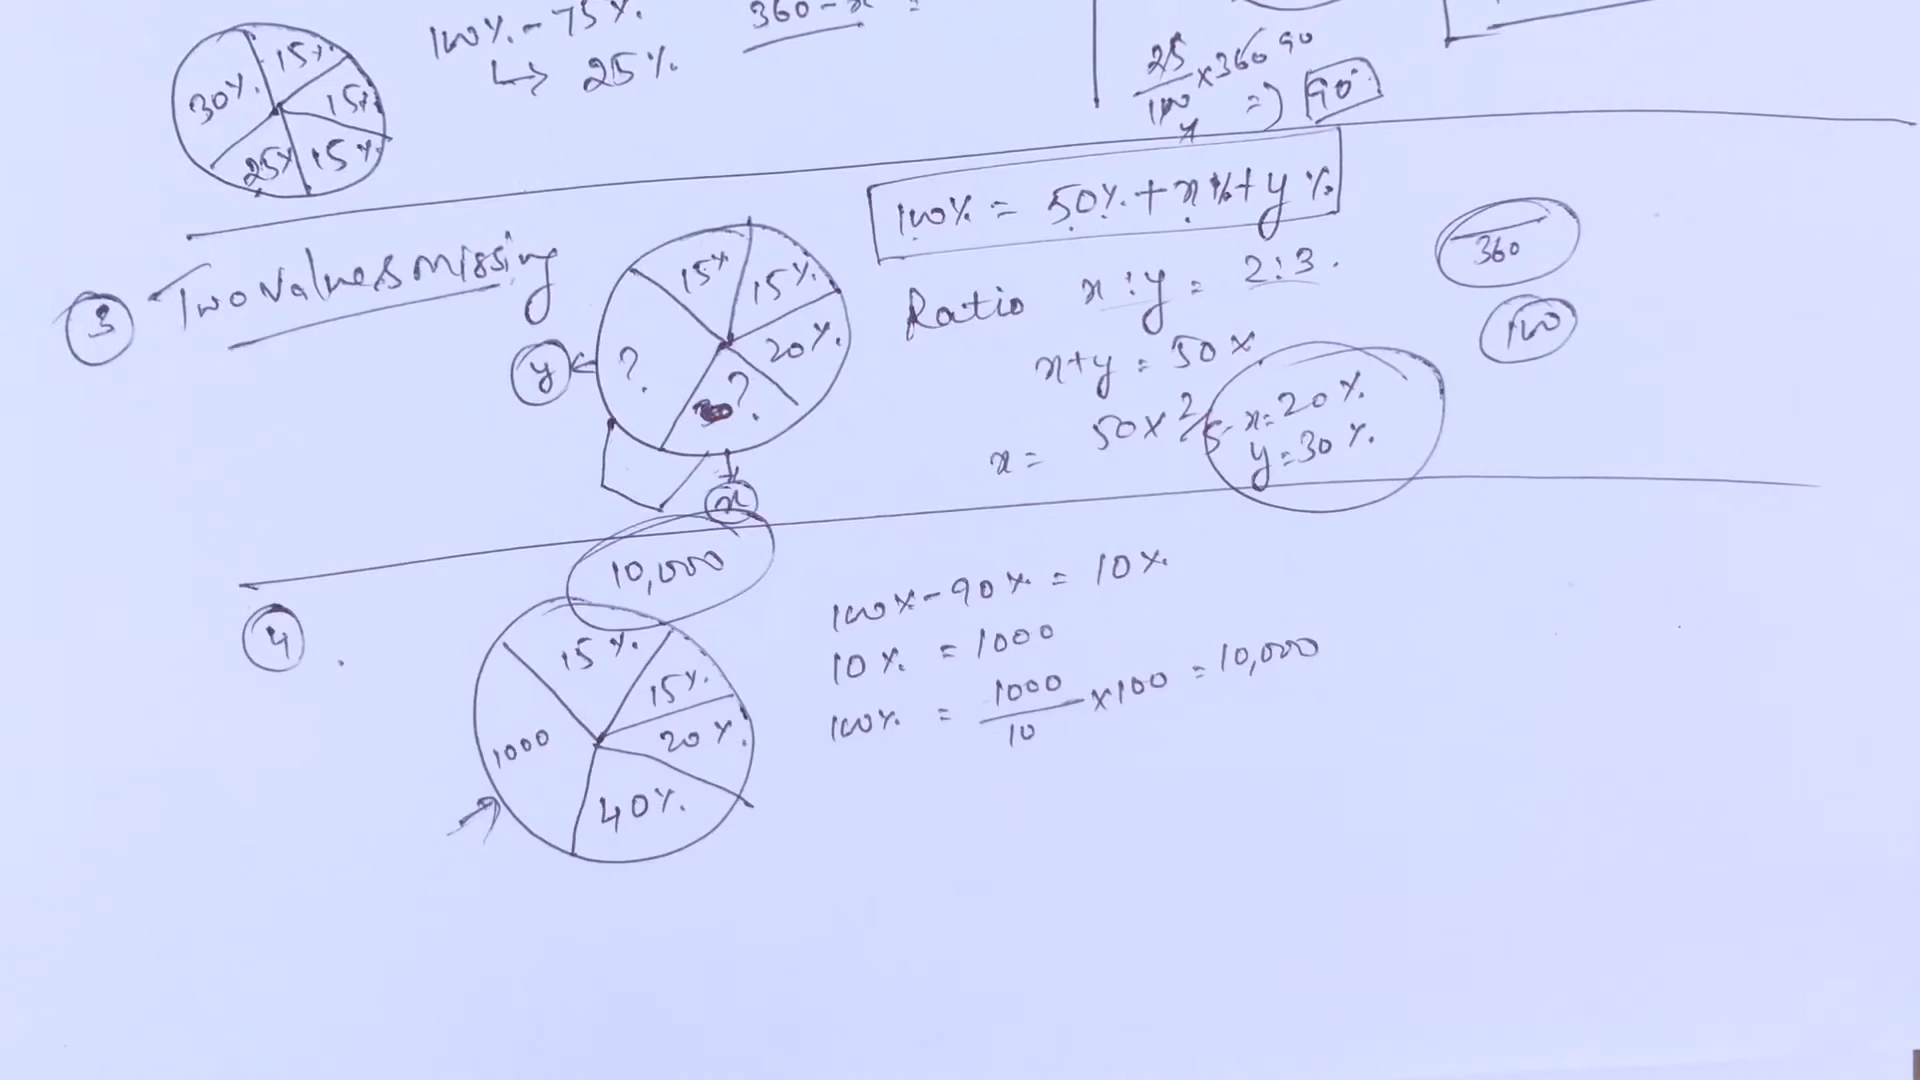 100% - 75%
↳ 25%
360 - x =
30% 15% 15% 15% 25%
25/100 × 360 90
=> 90°
100% = 50% + x% + y%
③ Two values missing
15% 15% 20% ? ?
y
x
Ratio x : y = 2 : 3.
x + y = 50%
x = 50 × 2/5
x = 20%
y = 30%.
360
100
④
10,000
15% 15% 20% 40% 1000
100% - 90% = 10%
10% = 1000
100% = 1000/10 × 100 = 10,000